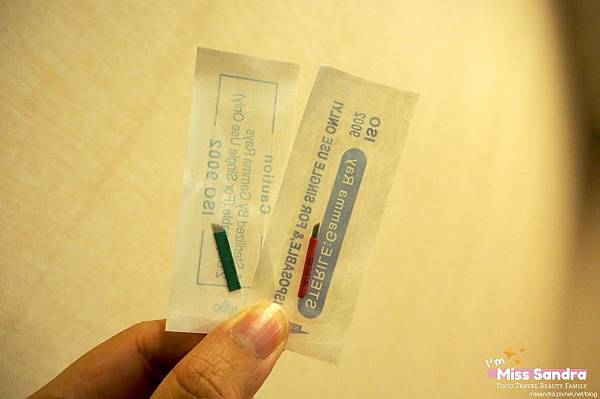 ISO 9002
(For Single Use Only)
Sterilized By Gamma Rays
Caution
DISPOSABLE,& FOR SINGLE USE ONLY!
STERILE:Gamma Ray
9002
ISO
I'm
Miss Sandra
FOOD.TRAVEL.BEAUTY.FAMILY
missandra.pixnet.net/blog